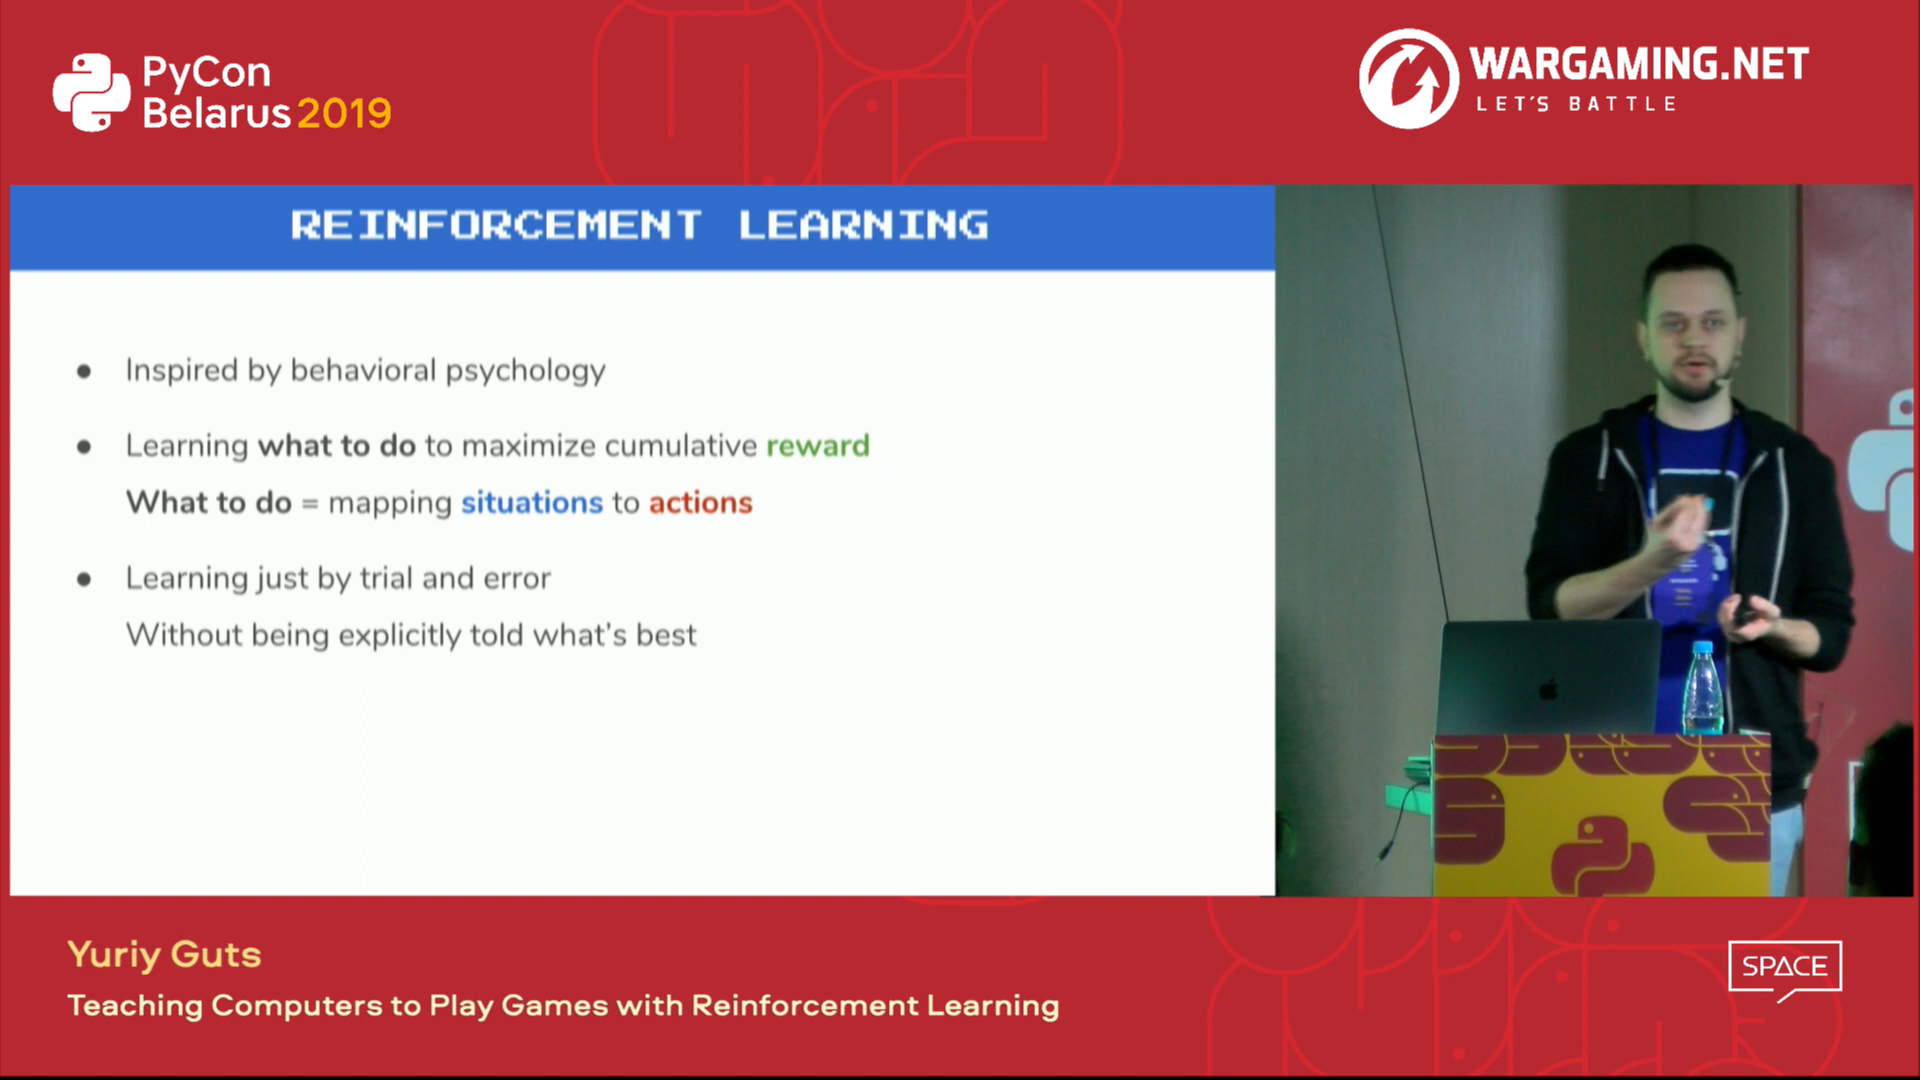 PyCon
Belarus 2019
WARGAMING.NET
LET'S BATTLE
REINFORCEMENT LEARNING
● Inspired by behavioral psychology
● Learning what to do to maximize cumulative reward
What to do = mapping situations to actions
● Learning just by trial and error
Without being explicitly told what's best
Yuriy Guts
Teaching Computers to Play Games with Reinforcement Learning
SPACE